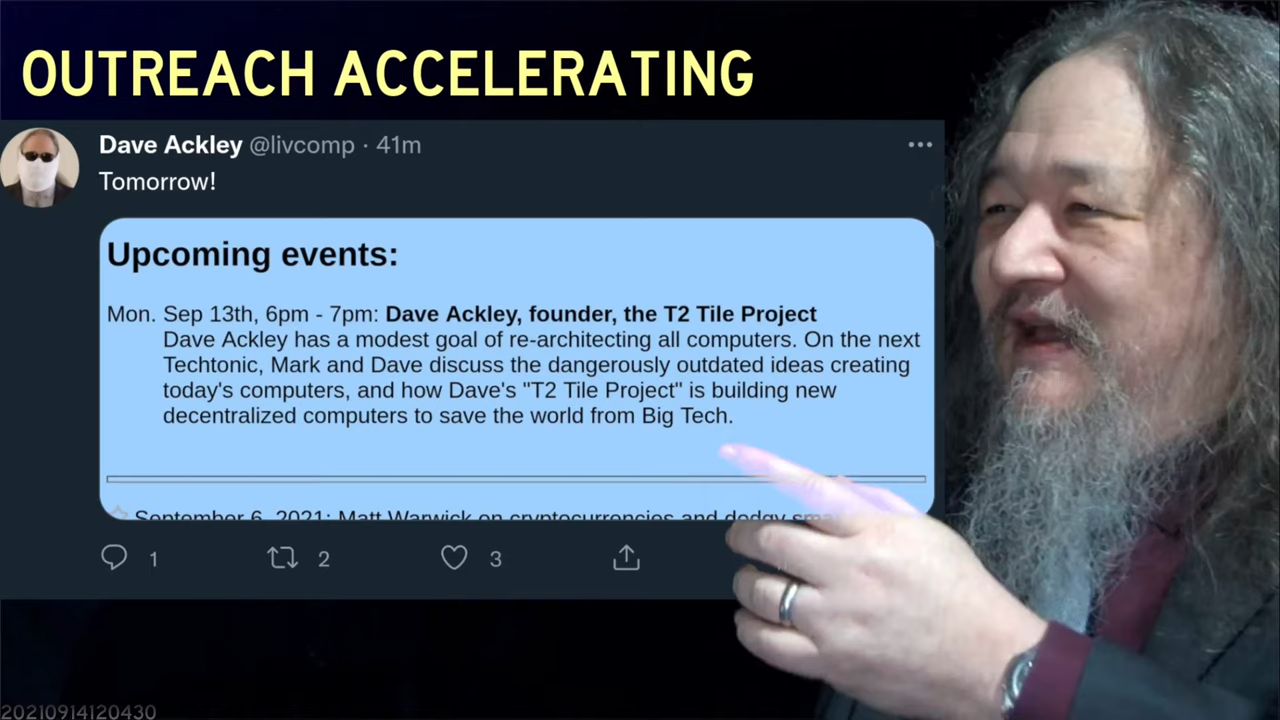 OUTREACH ACCELERATING
Dave Ackley @livcomp · 41m
Tomorrow!
Upcoming events:
Mon. Sep 13th, 6pm - 7pm: Dave Ackley, founder, the T2 Tile Project
Dave Ackley has a modest goal of re-architecting all computers. On the next
Techtonic, Mark and Dave discuss the dangerously outdated ideas creating
today's computers, and how Dave's "T2 Tile Project" is building new
decentralized computers to save the world from Big Tech.
September 6, 2021: Matt Warwick on cryptocurrencies and dodgy
1
2
3
20210914120430